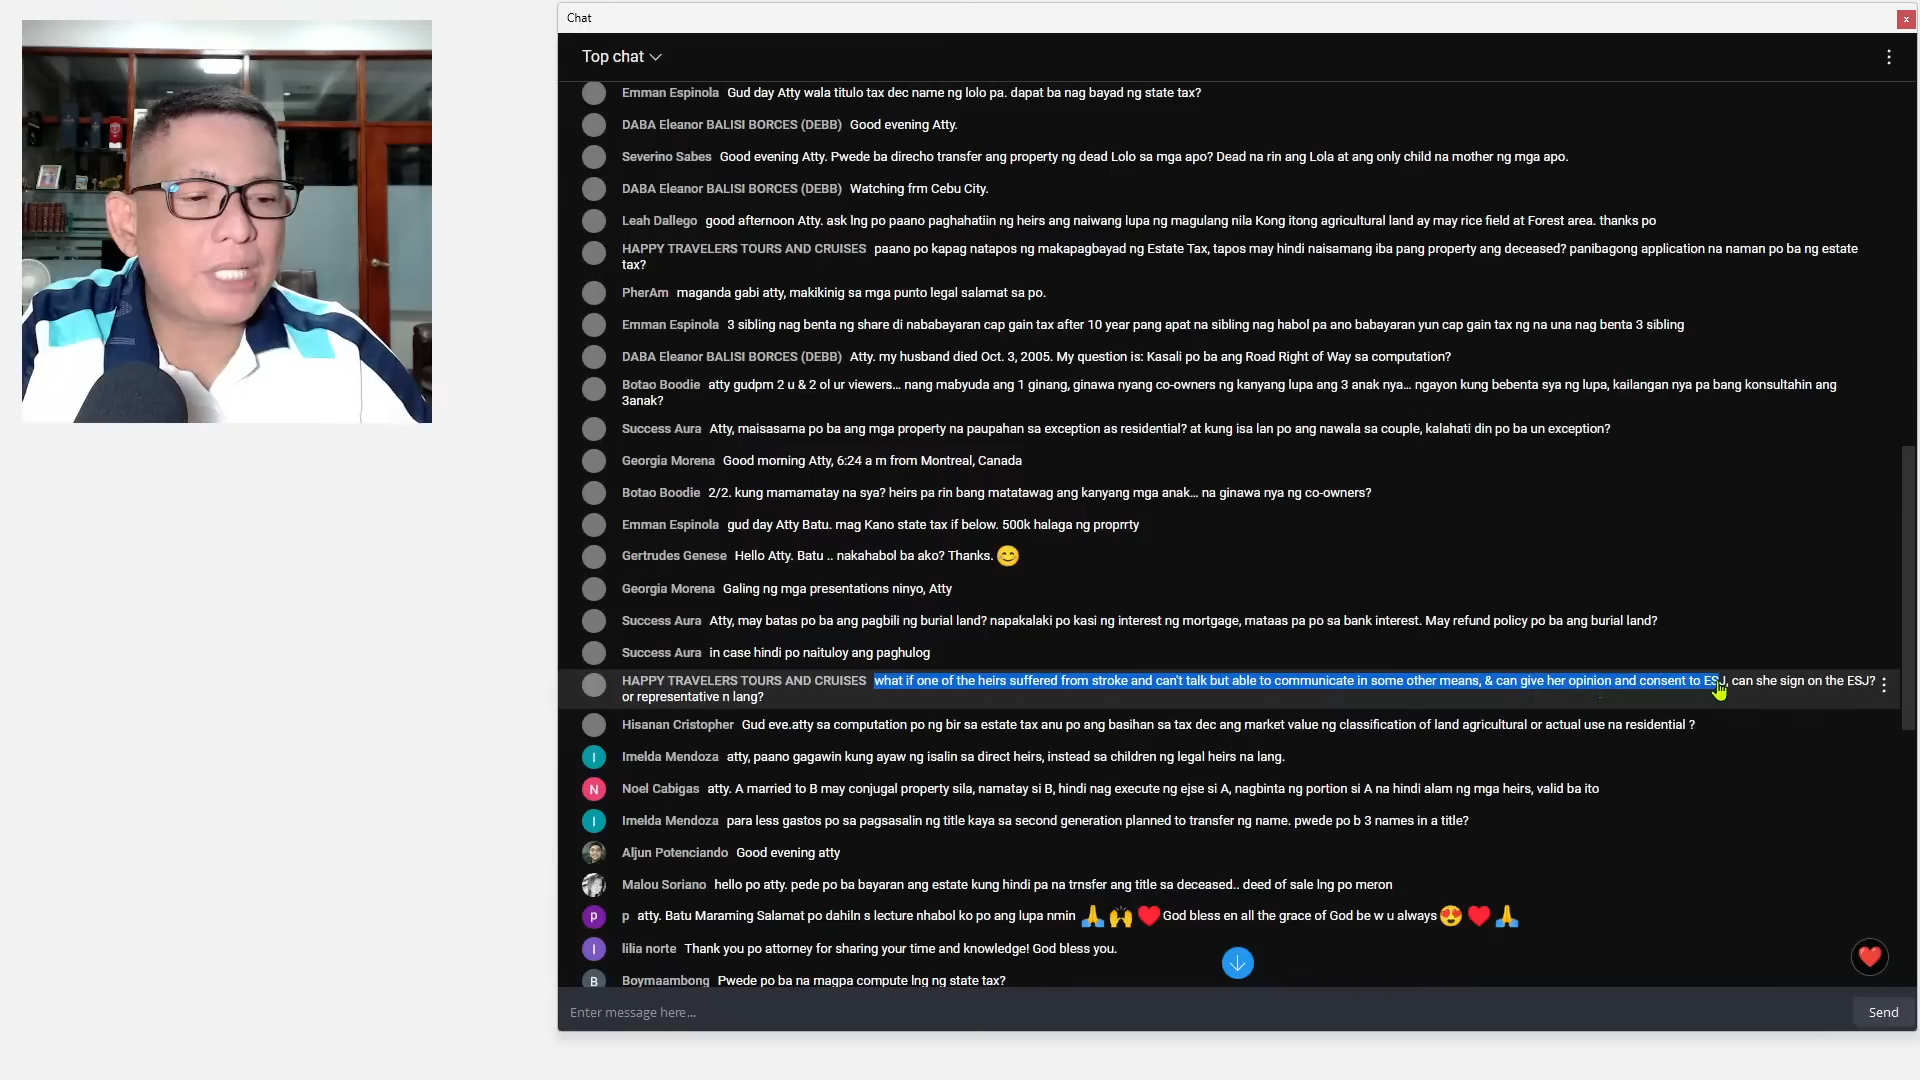 Chat
x
Top chat
Emman Espinola Gud day Atty wala titulo tax dec name ng lolo pa. dapat ba nag bayad ng state tax?
DABA Eleanor BALISI BORCES (DEBB) Good evening Atty.
Severino Sabes Good evening Atty. Pwede ba direcho transfer ang property ng dead Lolo sa mga apo? Dead na rin ang Lola at ang only child na mother ng mga apo.
DABA Eleanor BALISI BORCES (DEBB) Watching frm Cebu City.
Leah Dallego good afternoon Atty. ask lng po paano paghahatiin ng heirs ang naiwang lupa ng magulang nila Kong itong agricultural land ay may rice field at Forest area. thanks po
HAPPY TRAVELERS TOURS AND CRUISES paano po kapag natapos ng makapagbayad ng Estate Tax, tapos may hindi naisamang iba pang property ang deceased? panibagong application na naman po ba ng estate
tax?
PherAm maganda gabi atty, makikinig sa mga punto legal salamat sa po.
Emman Espinola 3 sibling nag benta ng share di nababayaran cap gain tax after 10 year pang apat na sibling nag habol pa ano babayaran yun cap gain tax ng na una nag benta 3 sibling
DABA Eleanor BALISI BORCES (DEBB) Atty. my husband died Oct. 3, 2005. My question is: Kasali po ba ang Road Right of Way sa computation?
Botao Boodie atty gudpm 2 u & 2 ol ur viewers... nang mabyuda ang 1 ginang, ginawa nyang co-owners ng kanyang lupa ang 3 anak nya... ngayon kung bebenta sya ng lupa, kailangan nya pa bang konsultahin ang
3anak?
Success Aura Atty, maisasama po ba ang mga property na paupahan sa exception as residential? at kung isa lan po ang nawala sa couple, kalahati din po ba un exception?
Georgia Morena Good morning Atty, 6:24 a m from Montreal, Canada
Botao Boodie 2/2. kung mamamatay na sya? heirs pa rin bang matatawag ang kanyang mga anak... na ginawa nya ng co-owners?
Emman Espinola gud day Atty Batu. mag Kano state tax if below. 500k halaga ng proprrty
Gertrudes Genese Hello Atty. Batu .. nakahabol ba ako? Thanks. 😊
Georgia Morena Galing ng mga presentations ninyo, Atty
Success Aura Atty, may batas po ba ang pagbili ng burial land? napakalaki po kasi ng interest ng mortgage, mataas pa po sa bank interest. May refund policy po ba ang burial land?
Success Aura in case hindi po naituloy ang paghulog
HAPPY TRAVELERS TOURS AND CRUISES what if one of the heirs suffered from stroke and can't talk but able to communicate in some other means, & can give her opinion and consent to ESJ, can she sign on the ESJ?
or representative n lang?
Hisanan Cristopher Gud eve.atty sa computation po ng bir sa estate tax anu po ang basihan sa tax dec ang market value ng classification of land agricultural or actual use na residential ?
I Imelda Mendoza atty, paano gagawin kung ayaw ng isalin sa direct heirs, instead sa children ng legal heirs na lang.
N Noel Cabigas atty. A married to B may conjugal property sila, namatay si B, hindi nag execute ng ejse si A, nagbinta ng portion si A na hindi alam ng mga heirs, valid ba ito
I Imelda Mendoza para less gastos po sa pagsasalin ng title kaya sa second generation planned to transfer ng name. pwede po b 3 names in a title?
Aljun Potenciando Good evening atty
Malou Soriano hello po atty. pede po ba bayaran ang estate kung hindi pa na trnsfer ang title sa deceased.. deed of sale lng po meron
p p atty. Batu Maraming Salamat po dahiln s lecture nhabol ko po ang lupa nmin 🙏 🙌 ❤️ God bless en all the grace of God be w u always 😍 ❤️ 🙏
l lilia norte Thank you po attorney for sharing your time and knowledge! God bless you.
B Boymaambong Pwede po ba na magpa compute lng ng state tax?
Enter message here...
Send